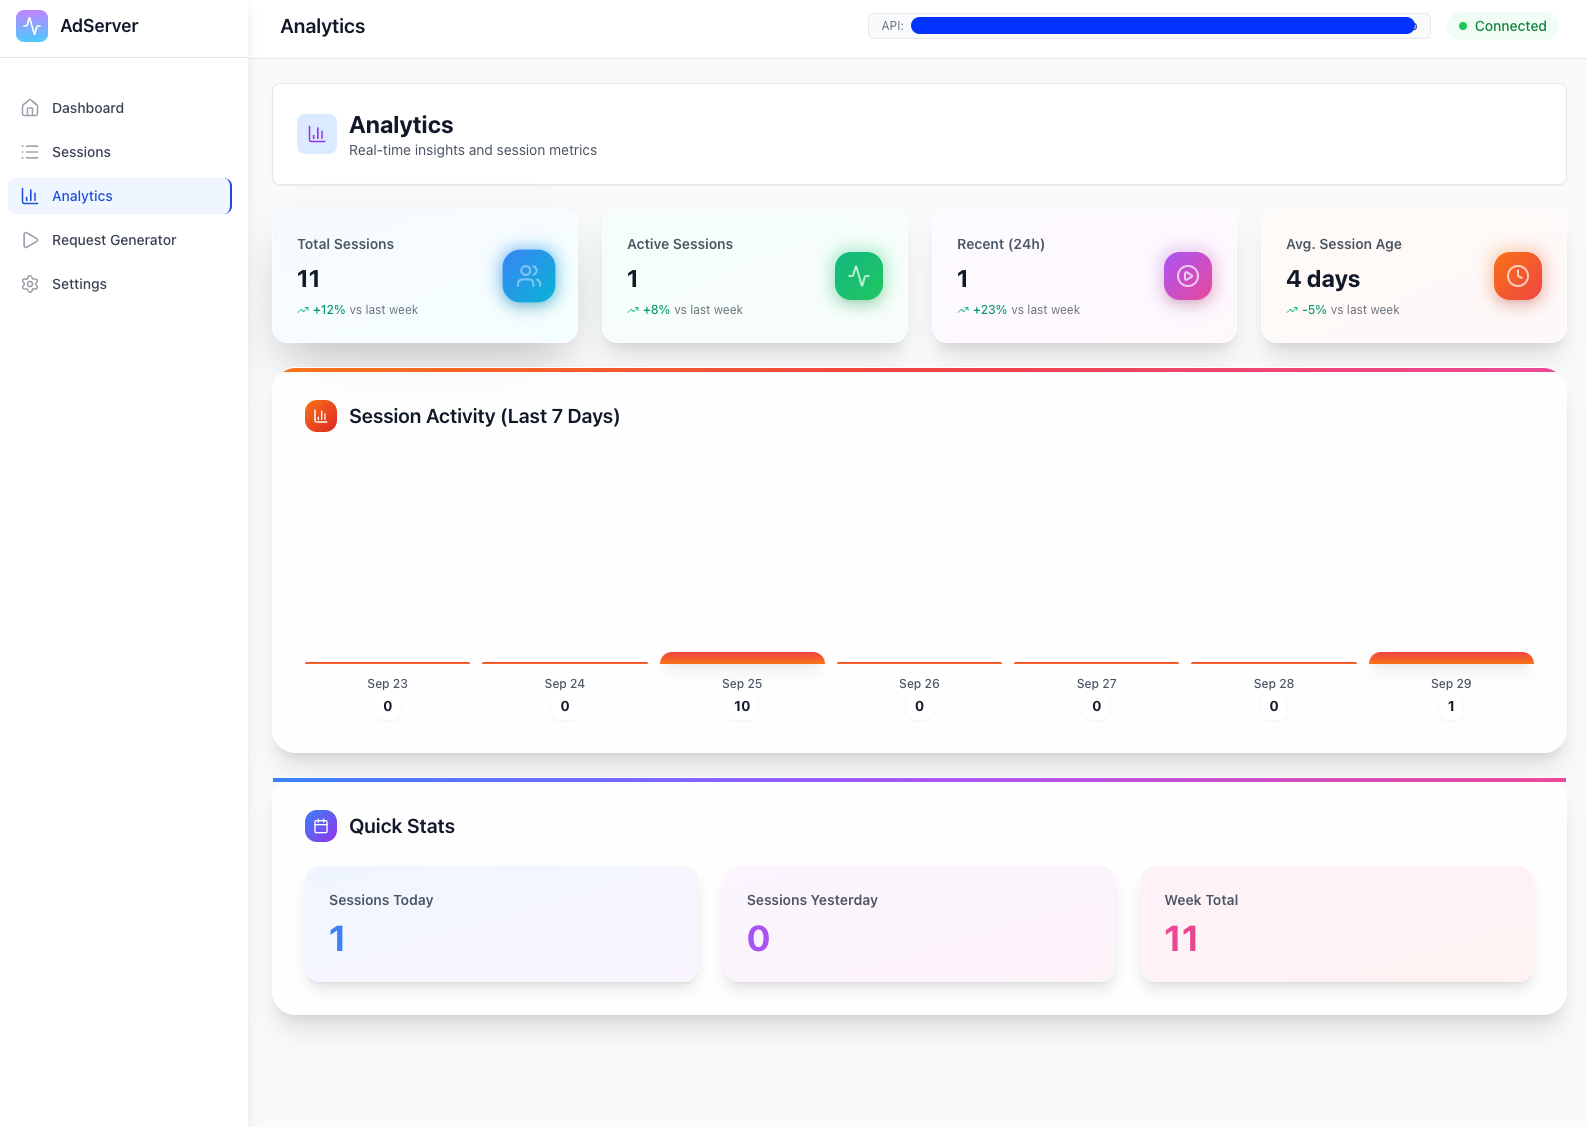 AdServer
Analytics
API:
Connected
Dashboard
Sessions
Analytics
Request Generator
Settings
Analytics
Real-time insights and session metrics
Total Sessions
11
+12% vs last week
Active Sessions
1
+8% vs last week
Recent (24h)
1
+23% vs last week
Avg. Session Age
4 days
-5% vs last week
Session Activity (Last 7 Days)
Sep 23
0
Sep 24
0
Sep 25
10
Sep 26
0
Sep 27
0
Sep 28
0
Sep 29
1
Quick Stats
Sessions Today
1
Sessions Yesterday
0
Week Total
11